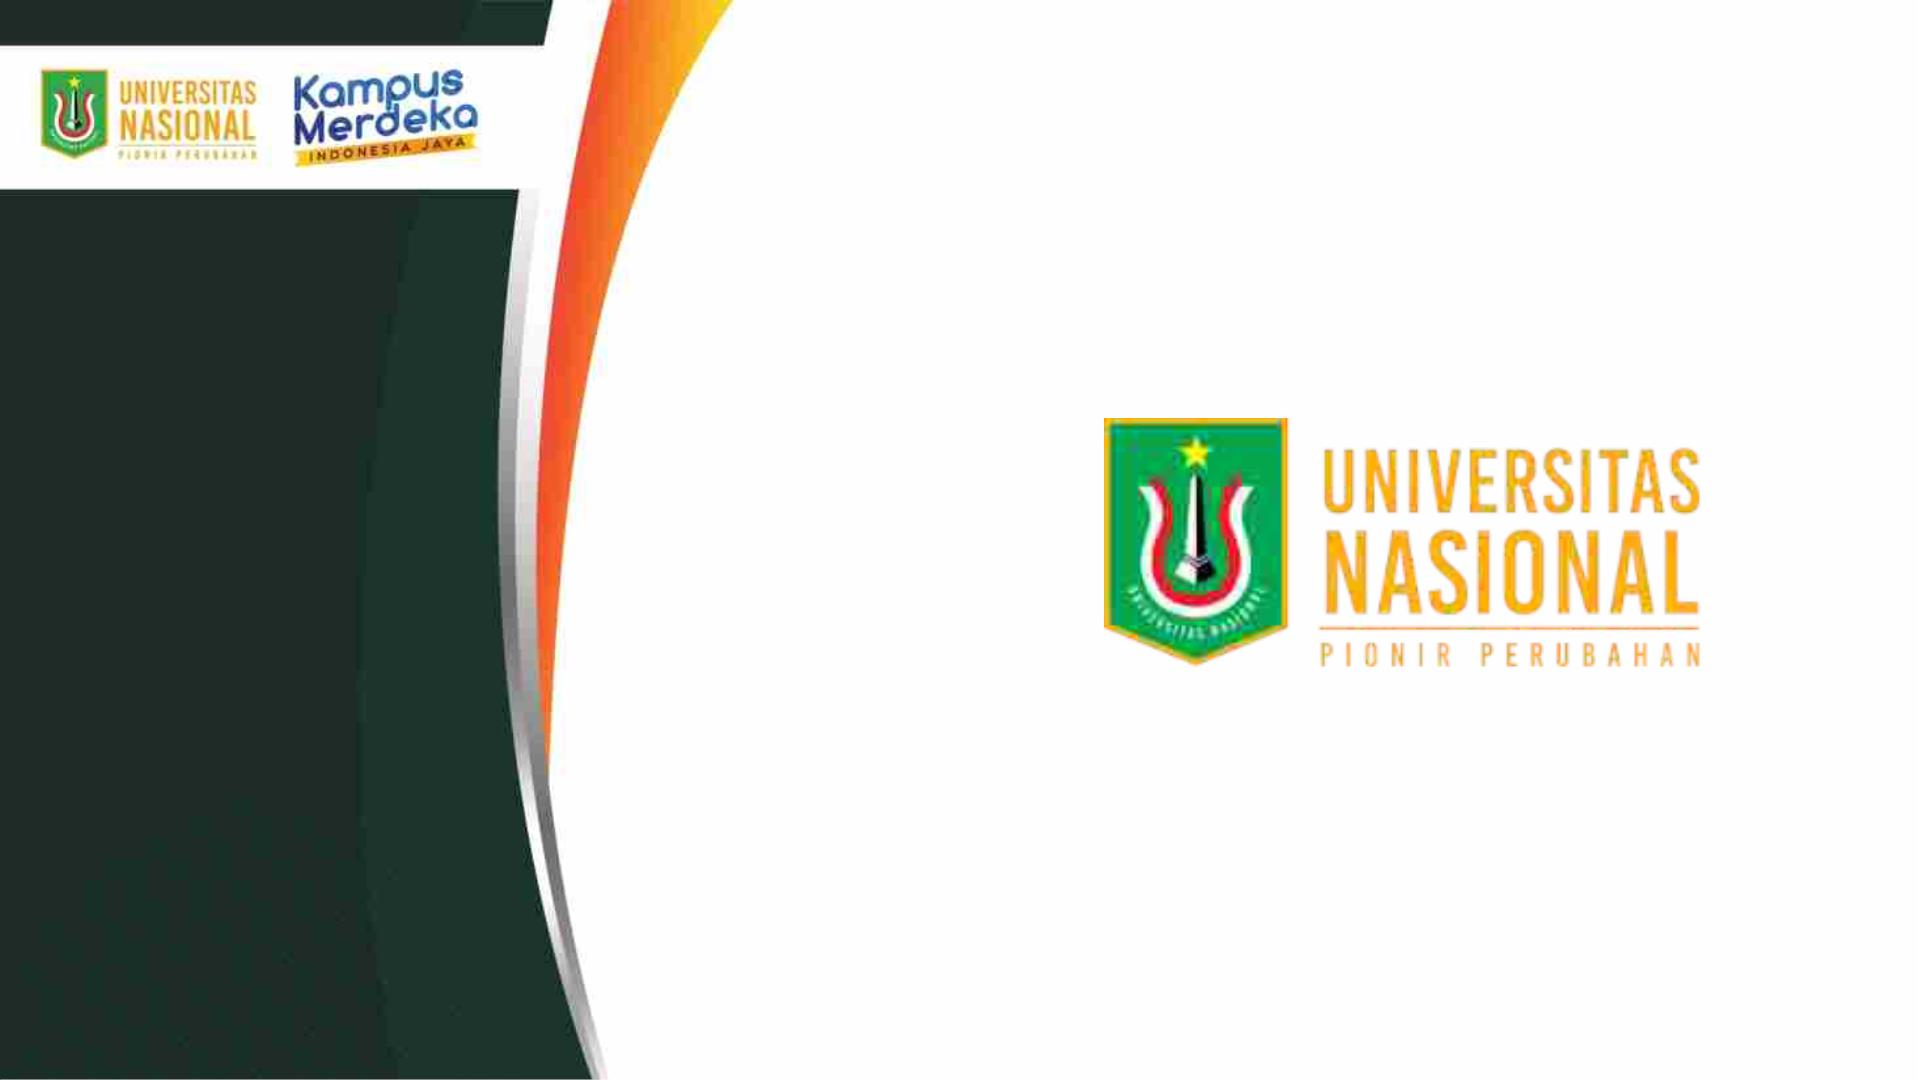 UNIVERSITAS
NASIONAL
PIONIR PERUBAHAN
Kampus
Merdeka
INDONESIA JAYA
UNIVERSITAS NASIONAL
UNIVERSITAS
NASIONAL
PIONIR PERUBAHAN